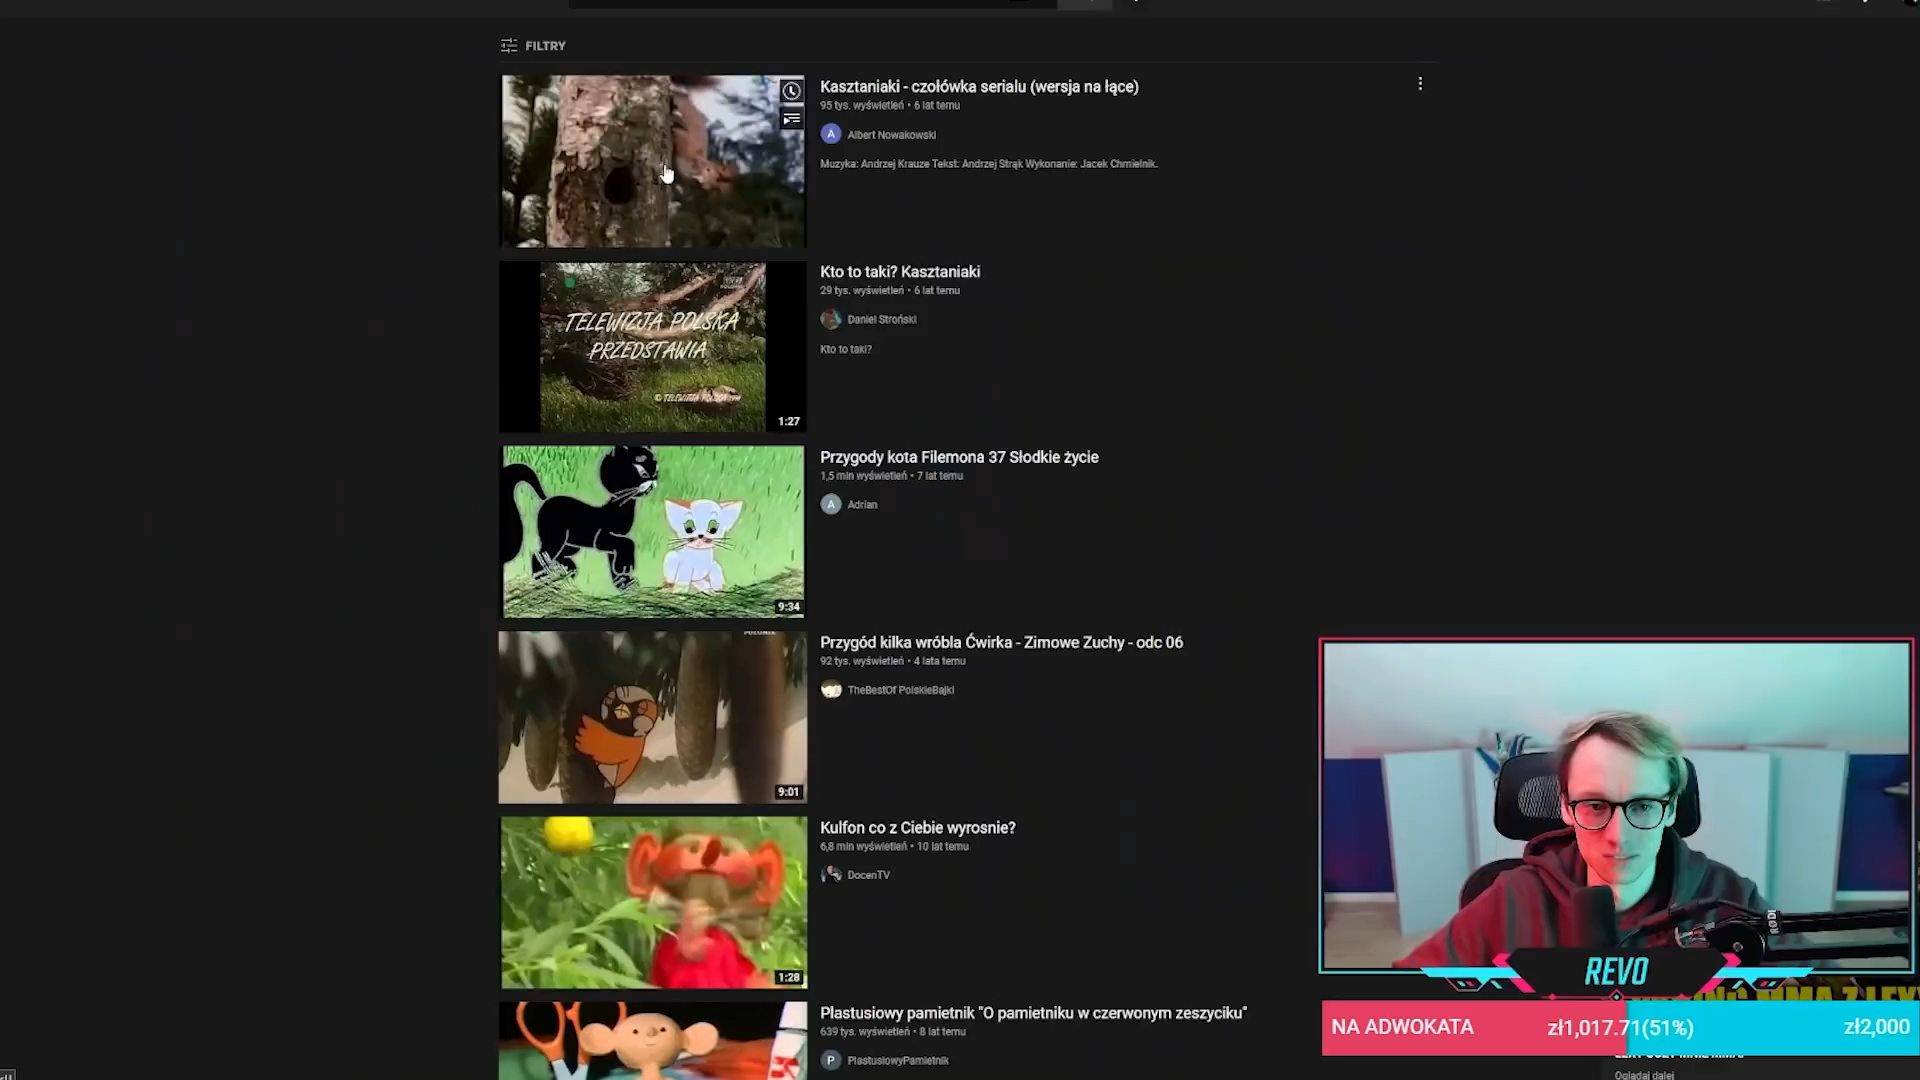 FILTRY
Kasztaniaki - czołówka serialu (wersja na łące)
95 tys. wyświetleń • 6 lat temu
A
Albert Nowakowski
Muzyka: Andrzej Krauze Tekst: Andrzej Strąk Wykonanie: Jacek Chmielnik.
Kto to taki? Kasztaniaki
29 tys. wyświetleń • 6 lat temu
Daniel Stroński
Kto to taki?
TELEWIZJA POLSKA
PRZEDSTAWIA
1:27
Przygody kota Filemona 37 Słodkie życie
1,5 mln wyświetleń • 7 lat temu
A
Adrian
9:34
Przygód kilka wróbla Ćwirka - Zimowe Zuchy - odc 06
92 tys. wyświetleń • 4 lata temu
TheBestOf PolskieBajki
9:01
Kulfon co z Ciebie wyrosnie?
6,8 mln wyświetleń • 10 lat temu
DocenTV
1:28
Plastusiowy pamietnik "O pamietniku w czerwonym zeszyciku"
639 tys. wyświetleń • 8 lat temu
P
PlastusiowyPamietnik
RØDE
REVO
NA ADWOKATA
zł1,017.71(51%)
zł2,000
Oglądaj dalej